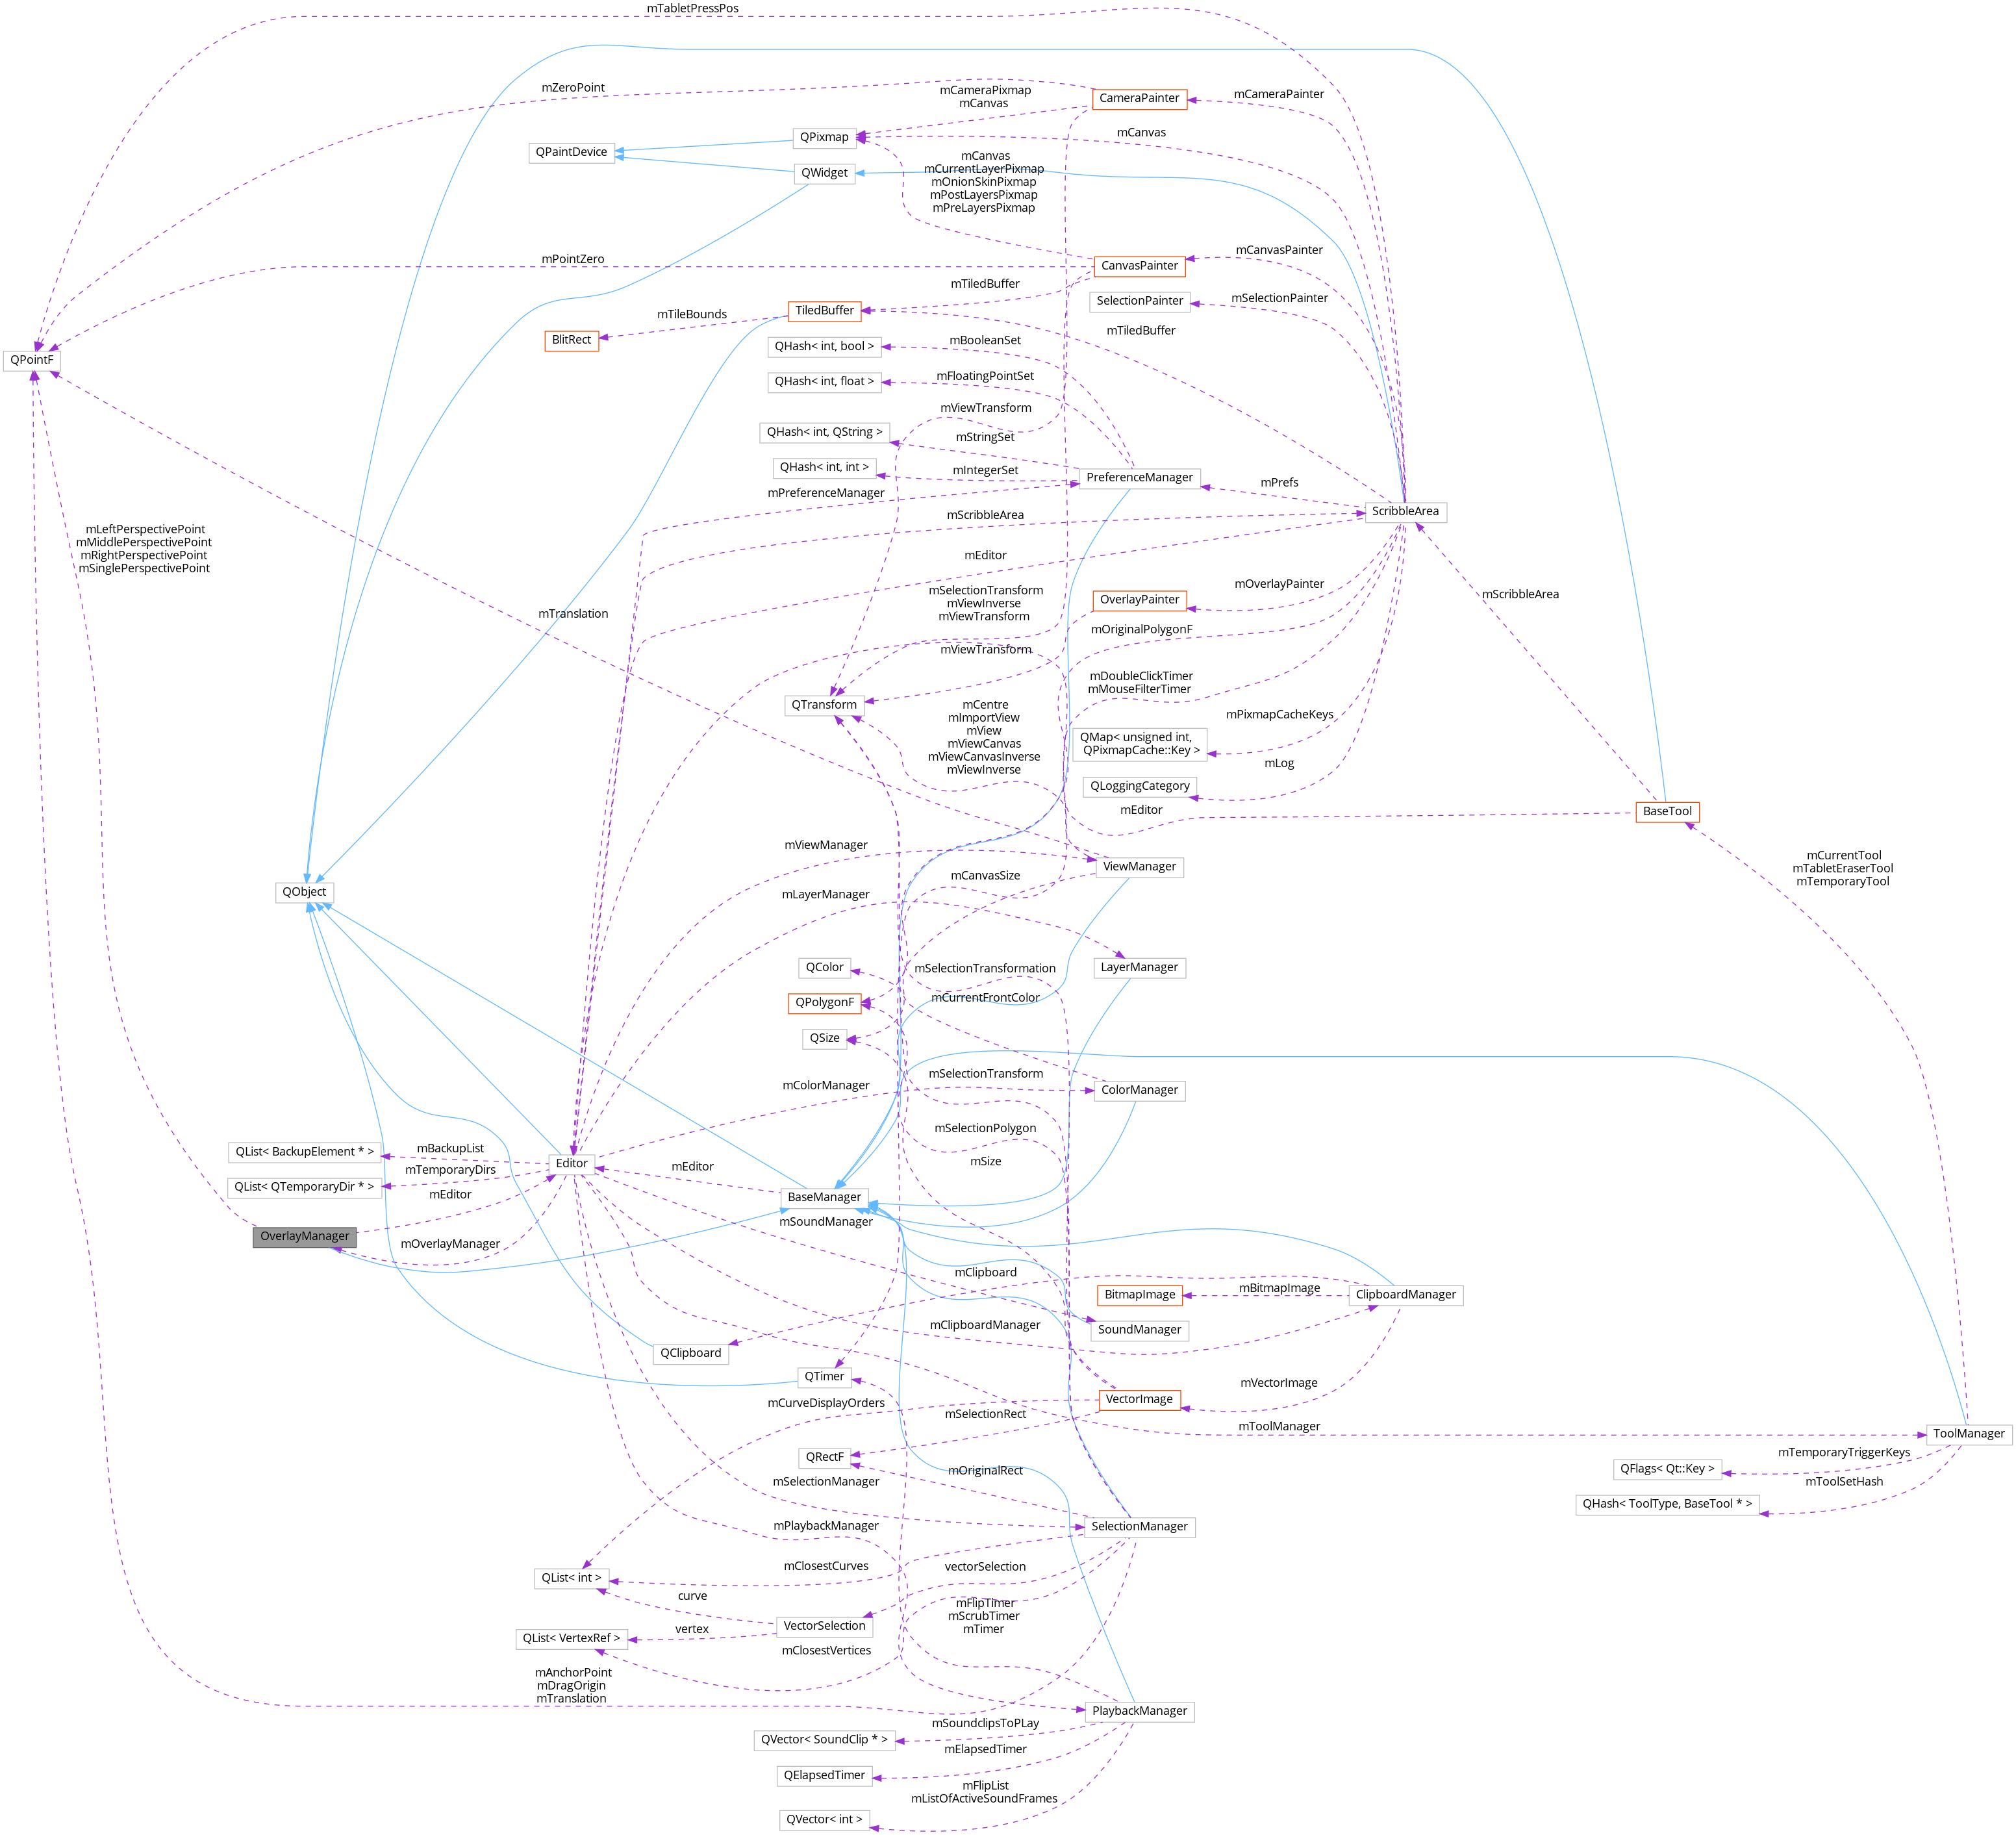 mTabletPressPos
mZeroPoint
mCameraPixmap
mCanvas
CameraPainter
mCameraPainter
QPaintDevice
QPixmap
mCanvas
QWidget
mCanvas
mCurrentLayerPixmap
mOnionSkinPixmap
mPostLayersPixmap
mPreLayersPixmap
mPointZero
CanvasPainter
mCanvasPainter
mTiledBuffer
SelectionPainter
mSelectionPainter
mTileBounds
TiledBuffer
mTiledBuffer
BlitRect
QHash< int, bool >
mBooleanSet
QPointF
QHash< int, float >
mFloatingPointSet
mViewTransform
QHash< int, QString >
mStringSet
QHash< int, int >
mIntegerSet
PreferenceManager
mPrefs
mPreferenceManager
ScribbleArea
mScribbleArea
mLeftPerspectivePoint
mMiddlePerspectivePoint
mRightPerspectivePoint
mSinglePerspectivePoint
mEditor
mSelectionTransform
mViewInverse
mViewTransform
OverlayPainter
mOverlayPainter
mScribbleArea
mTranslation
mOriginalPolygonF
mViewTransform
mDoubleClickTimer
mMouseFilterTimer
QTransform
mCentre
mImportView
mView
mViewCanvas
mViewCanvasInverse
mViewInverse
mPixmapCacheKeys
QMap< unsigned int,
QPixmapCache::Key >
mLog
QLoggingCategory
mEditor
BaseTool
mViewManager
ViewManager
mCurrentTool
mTabletEraserTool
mTemporaryTool
QObject
mLayerManager
mCanvasSize
QColor
LayerManager
mSelectionTransformation
QPolygonF
mCurrentFrontColor
QSize
mColorManager
mSelectionTransform
ColorManager
QList< BackupElement * >
mBackupList
mSelectionPolygon
Editor
mEditor
mSize
mTemporaryDirs
QList< QTemporaryDir * >
mEditor
BaseManager
mSoundManager
OverlayManager
mOverlayManager
mClipboard
BitmapImage
mBitmapImage
ClipboardManager
mClipboardManager
SoundManager
QClipboard
QTimer
mVectorImage
mCurveDisplayOrders
VectorImage
mSelectionRect
mToolManager
ToolManager
QRectF
mTemporaryTriggerKeys
QFlags< Qt::Key >
mOriginalRect
mSelectionManager
mToolSetHash
QHash< ToolType, BaseTool * >
mPlaybackManager
SelectionManager
mClosestCurves
vectorSelection
QList< int >
curve
mFlipTimer
mScrubTimer
mTimer
VectorSelection
vertex
QList< VertexRef >
mClosestVertices
mAnchorPoint
mDragOrigin
mTranslation
PlaybackManager
mSoundclipsToPLay
QVector< SoundClip * >
mElapsedTimer
QElapsedTimer
mFlipList
mListOfActiveSoundFrames
QVector< int >